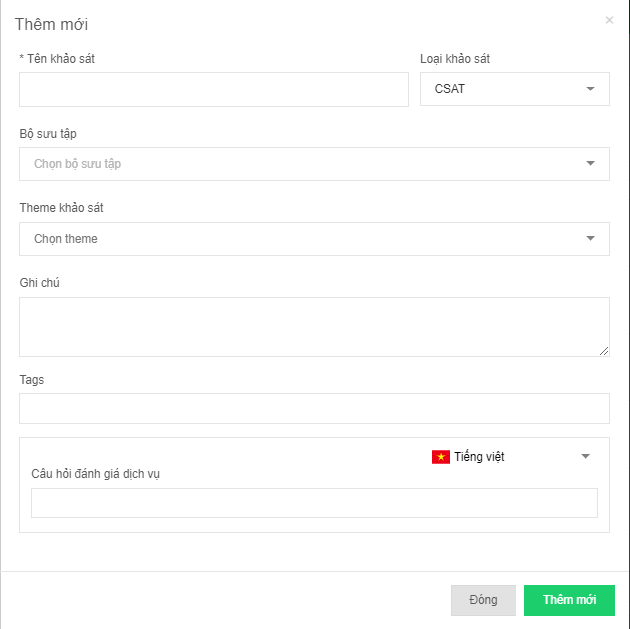 Thêm mới ×
* Tên khảo sát Loại khảo sát
CSAT
Bộ sưu tập
Chọn bộ sưu tập
Theme khảo sát
Chọn theme
Ghi chú
Tags
Tiếng việt
Câu hỏi đánh giá dịch vụ
Đóng Thêm mới